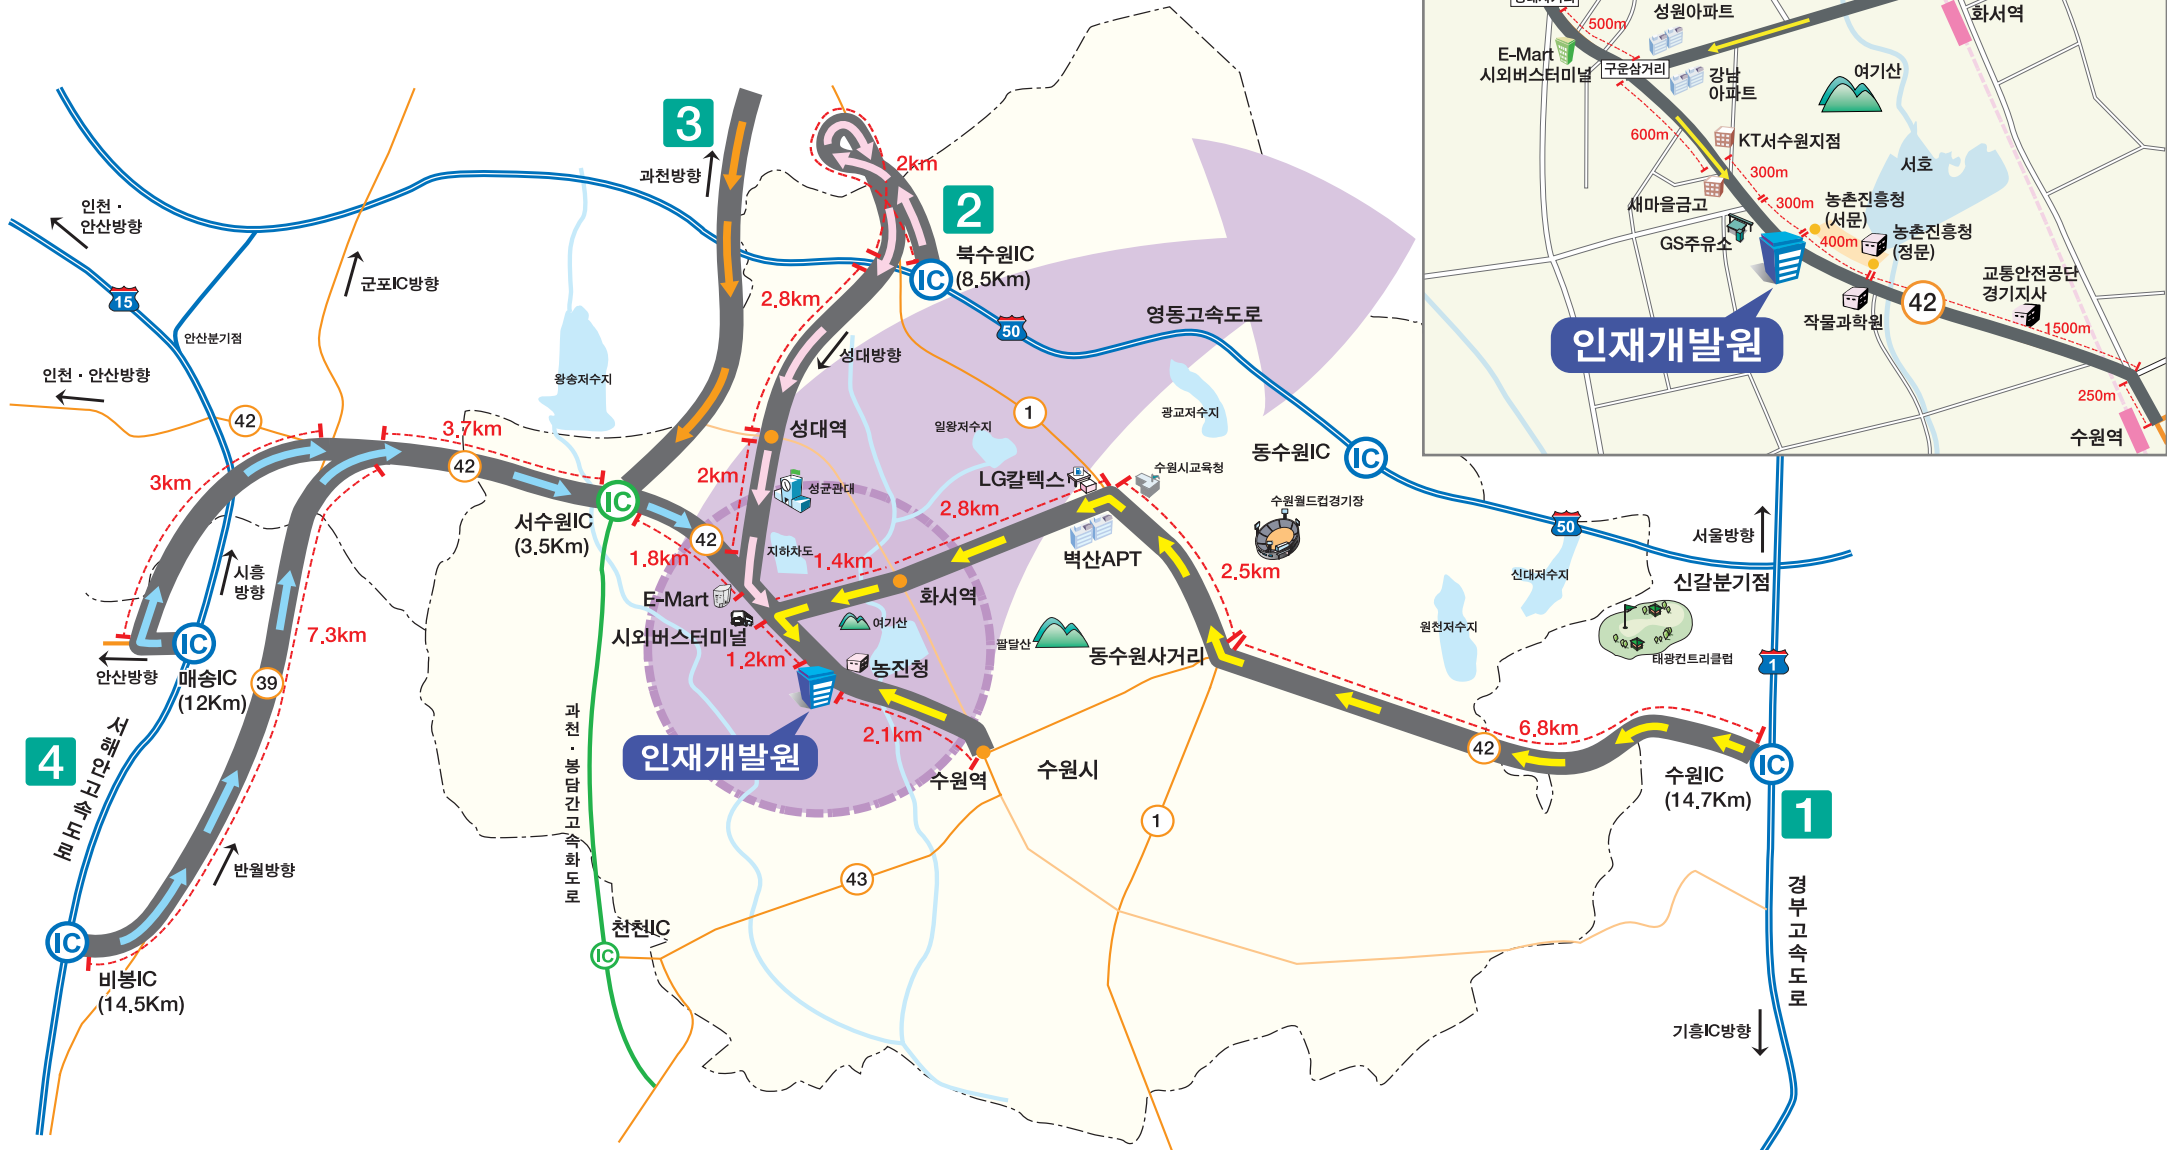 성원아파트
화서역
500m
E-Mart
시외버스터미널
구운삼거리
강남
아파트
여기산
600m
KT서수원지점
300m
서호
새마을금고
300m
농촌진흥청
(서문)
GS주유소
400m
농촌진흥청
(정문)
교통안전공단
경기지사
42
작물과학원
1500m
인재개발원
250m
수원역
3
과천방향
2km
2
북수원IC
(8.5Km)
IC
인천·
안산방향
15
군포IC방향
안산분기점
2.8km
50
영동고속도로
성대방향
왕송저수지
인천·안산방향
42
3.7km
42
3km
성대역
일왕저수지
1
광교저수지
동수원IC
IC
2km
성균관대
LG칼텍스
수원시교육청
수원월드컵경기장
IC
서수원IC
(3.5Km)
42
1.8km
지하차도
2.8km
1.4km
벽산APT
2.5km
50
서울방향
신갈분기점
신대저수지
시흥
방향
E-Mart
시외버스터미널
화서역
여기산
팔달산
동수원사거리
원천저수지
태광컨트리클럽
1
7.3km
IC
안산방향
매송IC
(12Km)
39
1.2km
농진청
인재개발원
2.1km
수원역
수원시
6.8km
42
수원IC
(14.7Km)
IC
1
4
서해안고속도로
과천·봉담간고속화도로
1
43
반월방향
IC
비봉IC
(14.5Km)
천천IC
IC
경부고속도로
기흥IC방향